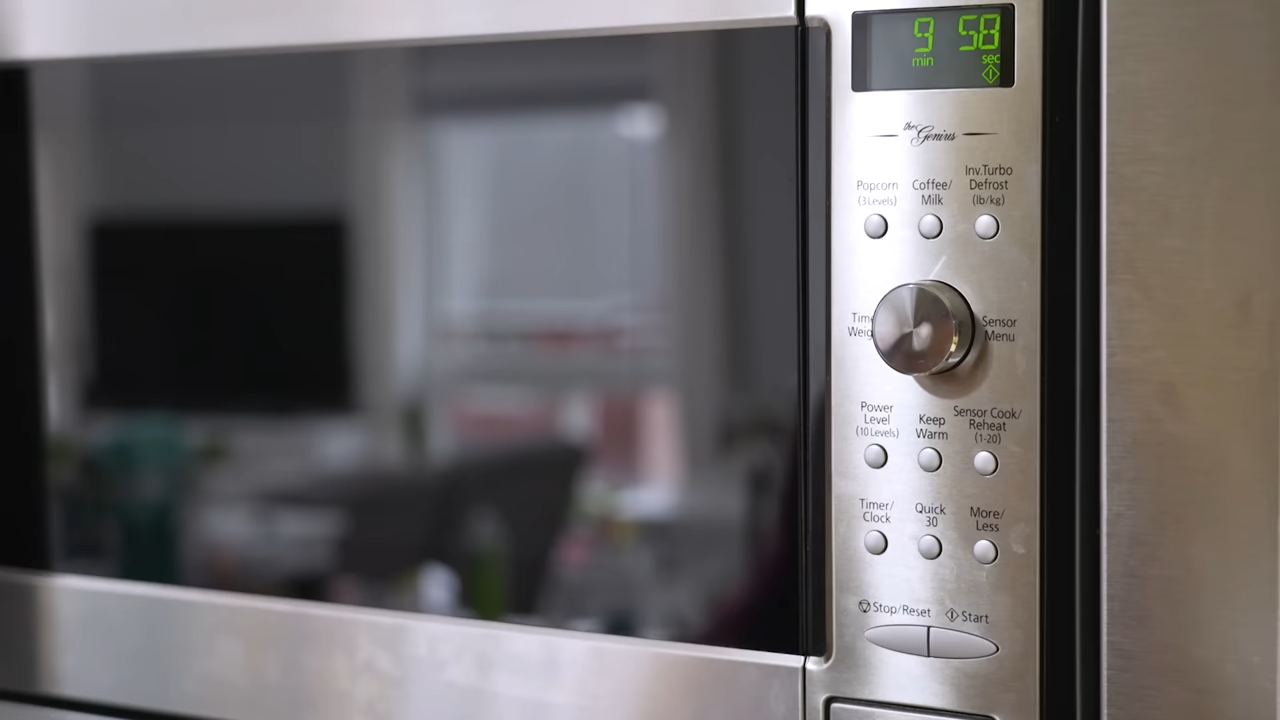 9 58
min sec
the Genius
Popcorn
(3 Levels)
Coffee/
Milk
Inv.Turbo
Defrost
(lb/kg)
Sensor
Menu
Power
Level
(10 Levels)
Keep
Warm
Sensor Cook/
Reheat
(1-20)
Timer/
Clock
Quick
30
More/
Less
Stop/Reset
Start